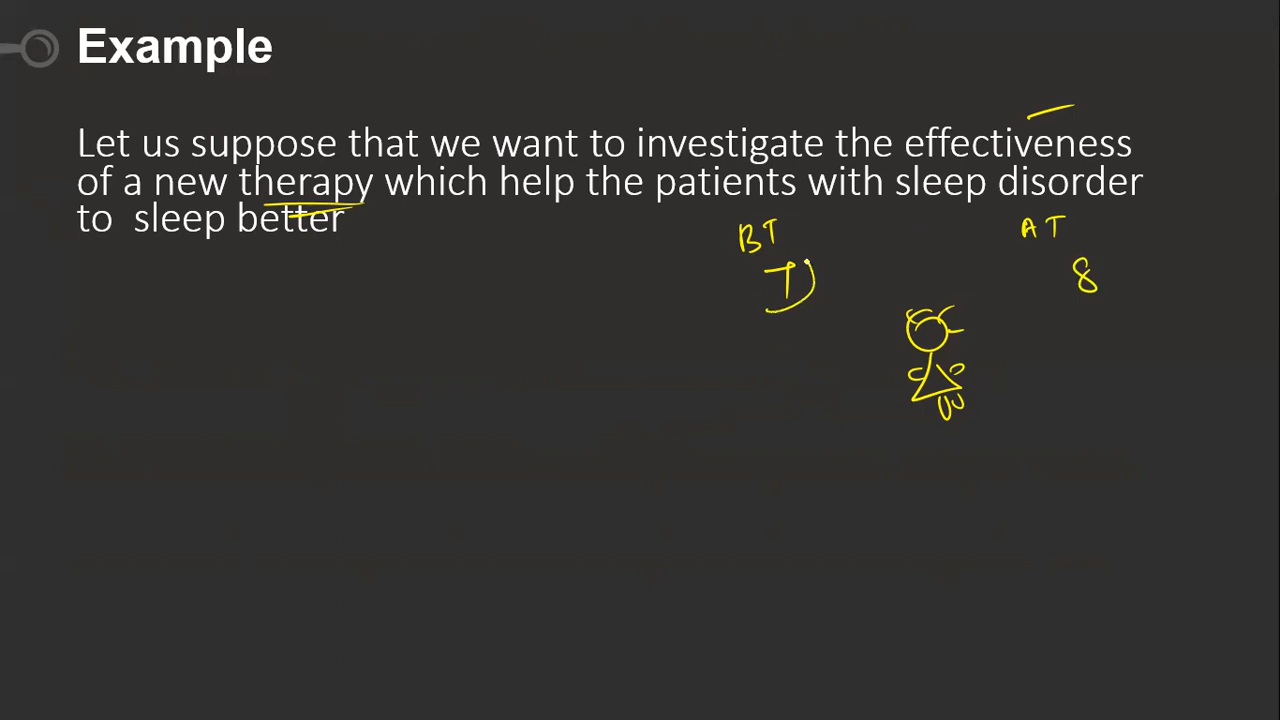 Example
Let us suppose that we want to investigate the effectiveness
of a new therapy which help the patients with sleep disorder
to sleep better
BT AT
8